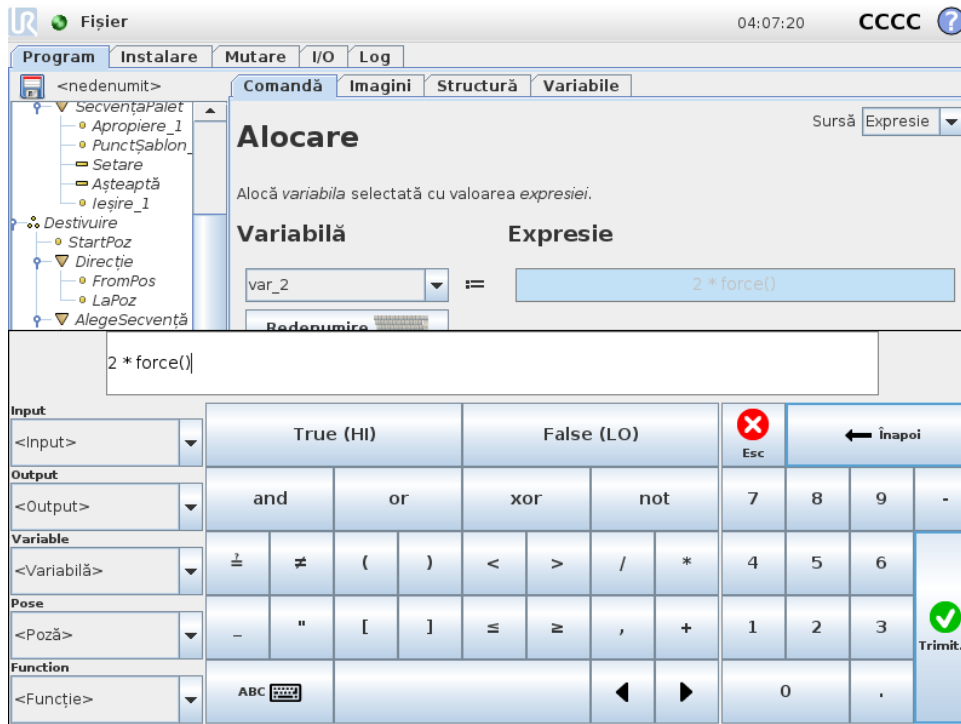 UR Fișier 04:07:20 CCCC ?
Program Instalare Mutare I/O Log
<nedenumit> Comandă Imagini Structură Variabile
SecvențaPalet
Apropiere_1
PunctȘablon_
Setare
Așteaptă
Ieșire_1
Destivuire
StartPoz
Direcție
FromPos
LaPoz
AlegeSecvență
Sursă Expresie
Alocare
Alocă variabila selectată cu valoarea expresiei.
Variabilă Expresie
var_2 := 2 * force()
Redenumire
2 * force()
Input
<Input>
Output
<Output>
Variable
<Variabilă>
Pose
<Poză>
Function
<Funcție>
True (HI) False (LO) Esc Înapoi
and or xor not 7 8 9 -
≟ ≠ ( ) < > / * 4 5 6
_ " [ ] ≤ ≥ , + 1 2 3 Trimit.
ABC 0 .